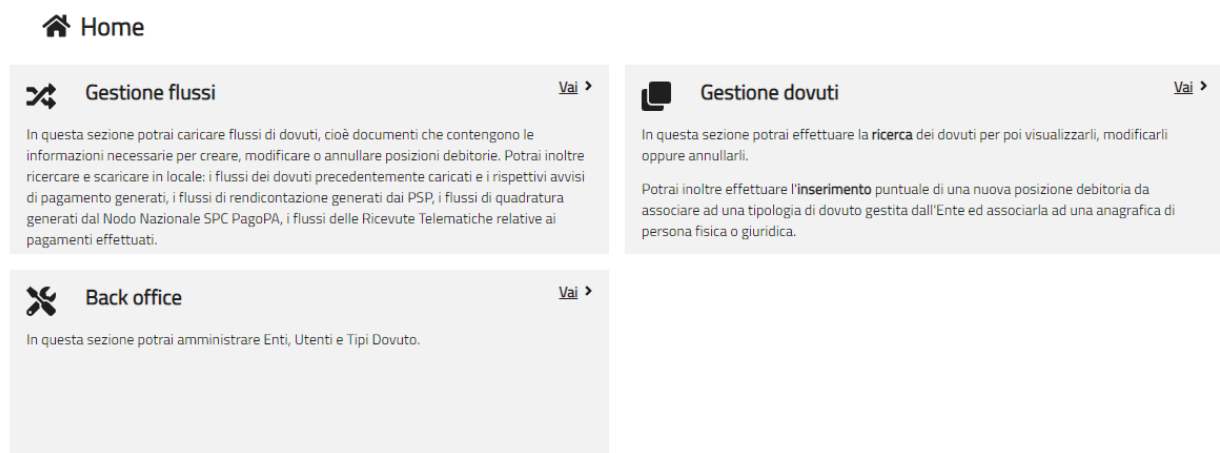 Home
Gestione flussi
Vai
In questa sezione potrai caricare flussi di dovuti, cioè documenti che contengono le
informazioni necessarie per creare, modificare o annullare posizioni debitorie. Potrai inoltre
ricercare e scaricare in locale: i flussi dei dovuti precedentemente caricati e i rispettivi avvisi
di pagamento generati, i flussi di rendicontazione generati dai PSP, i flussi di quadratura
generati dal Nodo Nazionale SPC PagoPA, i flussi delle Ricevute Telematiche relative ai
pagamenti effettuati.
Gestione dovuti
Vai
In questa sezione potrai effettuare la ricerca dei dovuti per poi visualizzarli, modificarli
oppure annullarli.
Potrai inoltre effettuare l'inserimento puntuale di una nuova posizione debitoria da
associare ad una tipologia di dovuto gestita dall'Ente ed associarla ad una anagrafica di
persona fisica o giuridica.
Back office
Vai
In questa sezione potrai amministrare Enti, Utenti e Tipi Dovuto.